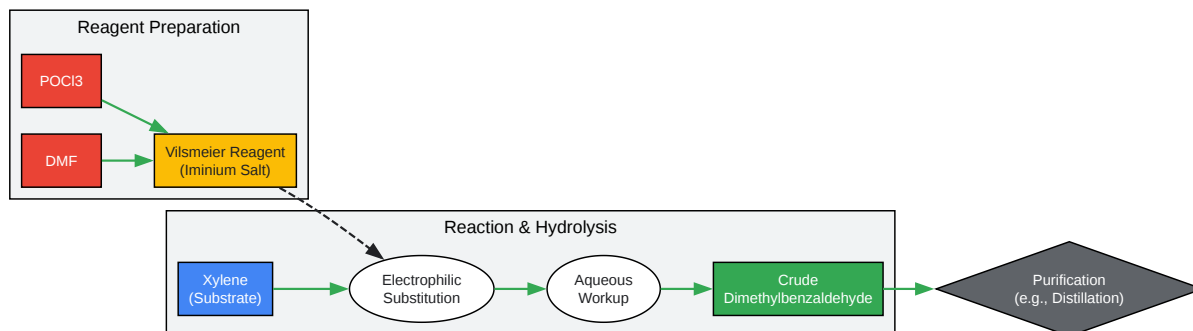 Reagent Preparation
POCl3
DMF
Vilsmeier Reagent
(Iminium Salt)
Reaction & Hydrolysis
Xylene
(Substrate)
Electrophilic
Substitution
Aqueous
Workup
Crude
Dimethylbenzaldehyde
Purification
(e.g., Distillation)